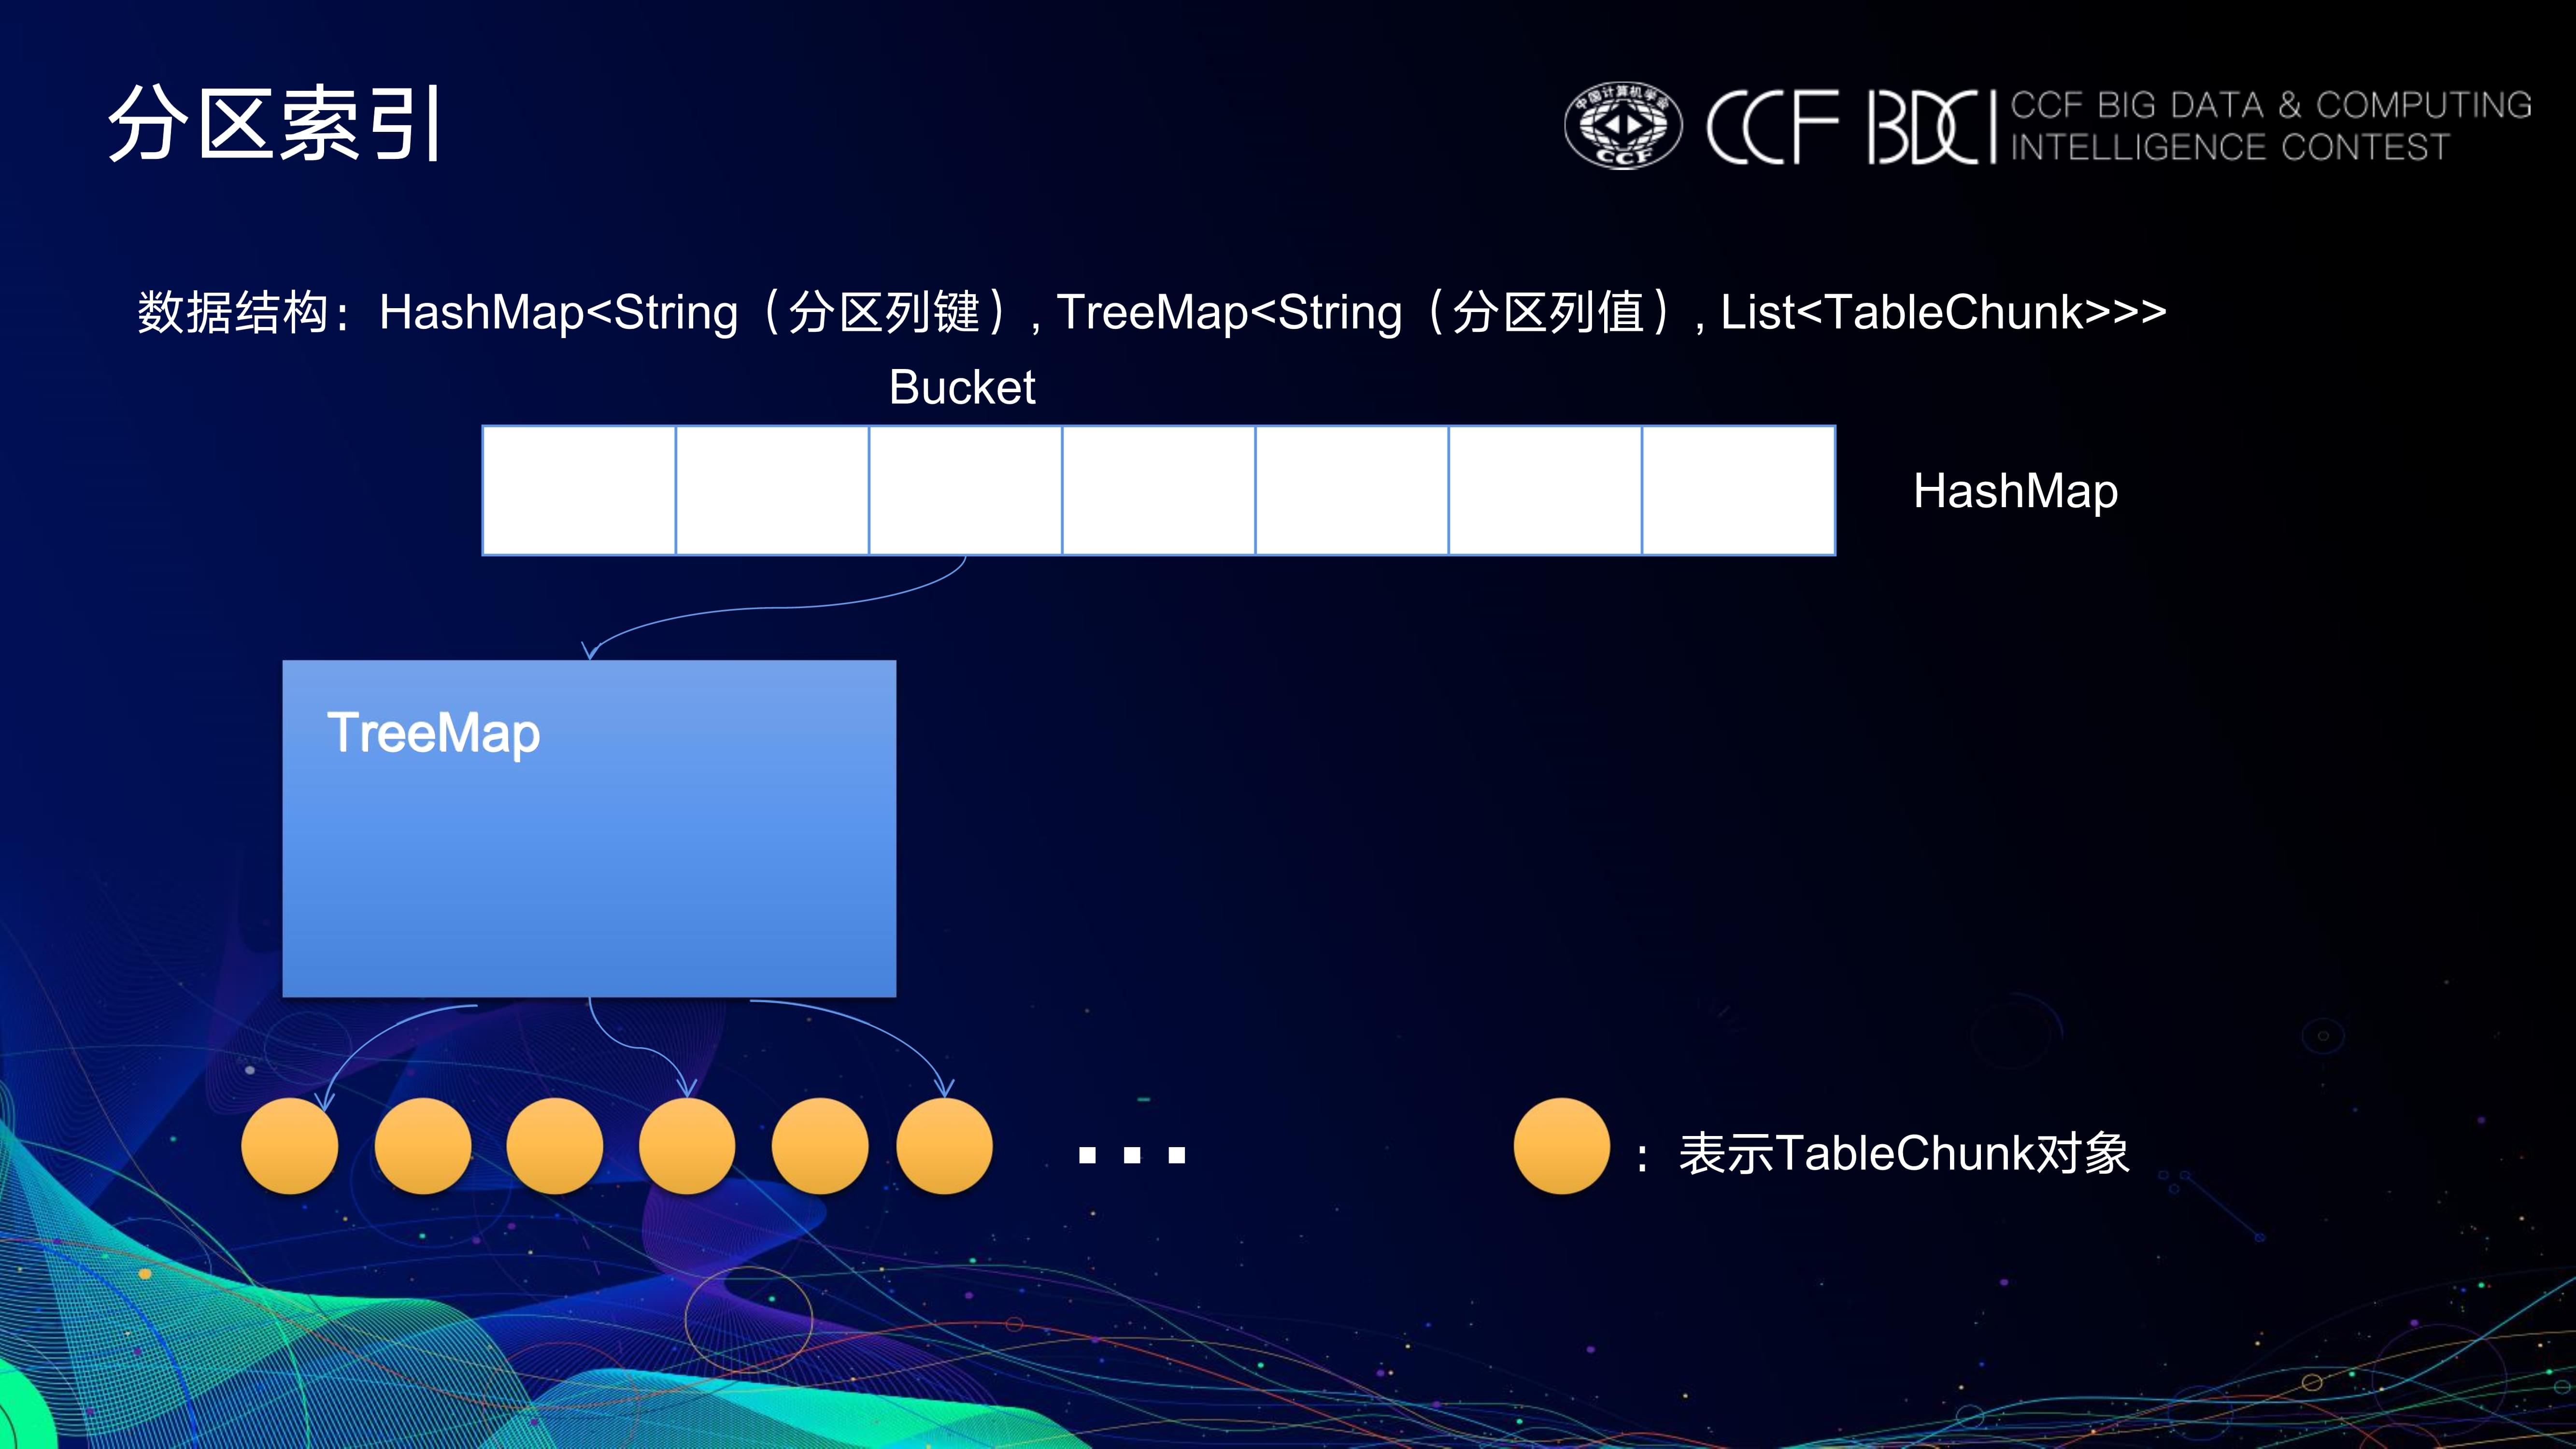 分区索引
中国计算机学会
CCF
CCF BDCI
CCF BIG DATA & COMPUTING
INTELLIGENCE CONTEST
数据结构：HashMap<String（分区列键）, TreeMap<String（分区列值）, List<TableChunk>>>
Bucket
HashMap
TreeMap
...
：表示TableChunk对象